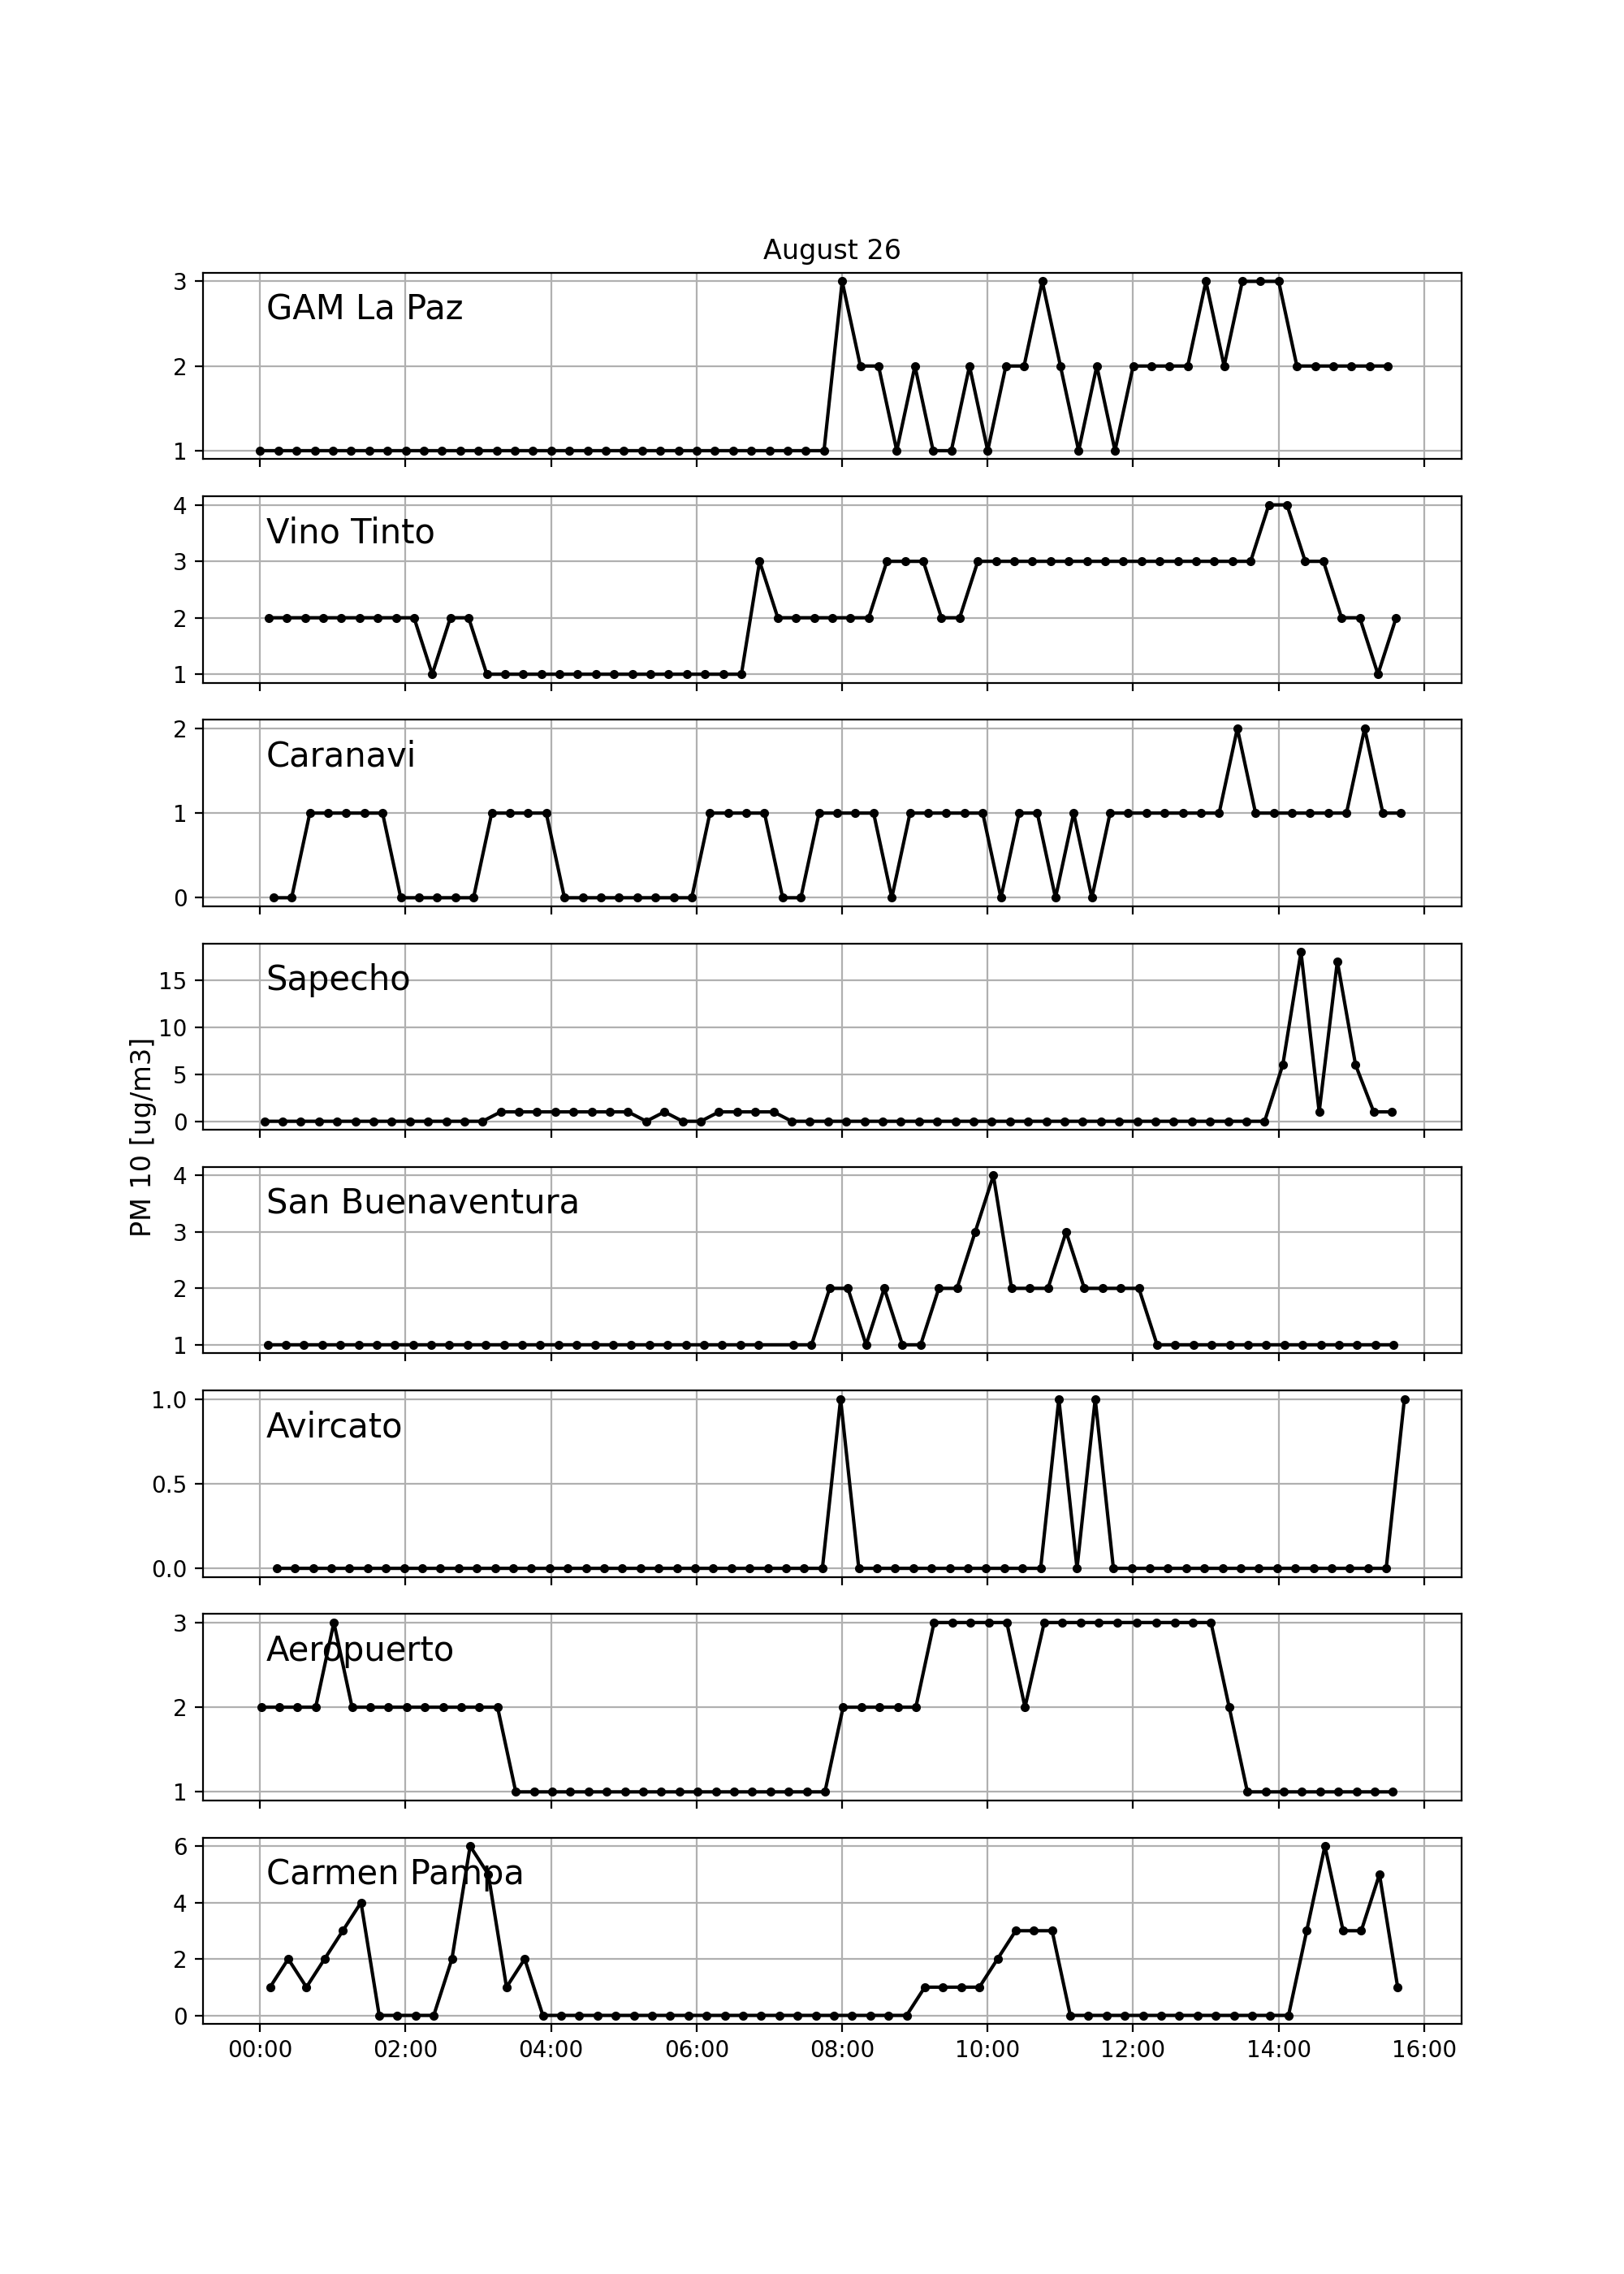 August 26
3
GAM La Paz
2
1
4
Vino Tinto
3
2
1
2
Caranavi
1
0
Sapecho
15
10
5
0
PM 10 [ug/m3]
4
San Buenaventura
3
2
1
1.0
Avircato
0.5
0.0
3
Aeropuerto
2
1
6
Carmen Pampa
4
2
0
00:00 02:00 04:00 06:00 08:00 10:00 12:00 14:00 16:00